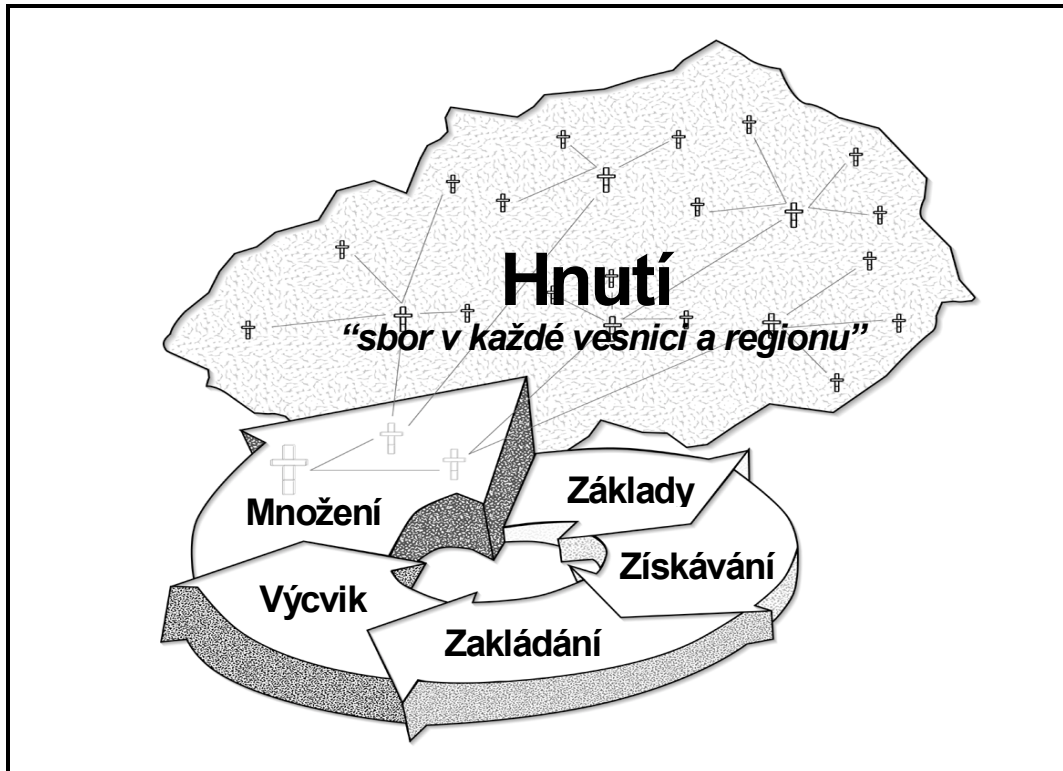 Hnutí
“sbor v každé vesnici a regionu”
Základy
Množení
Získávání
Výcvik
Zakládání